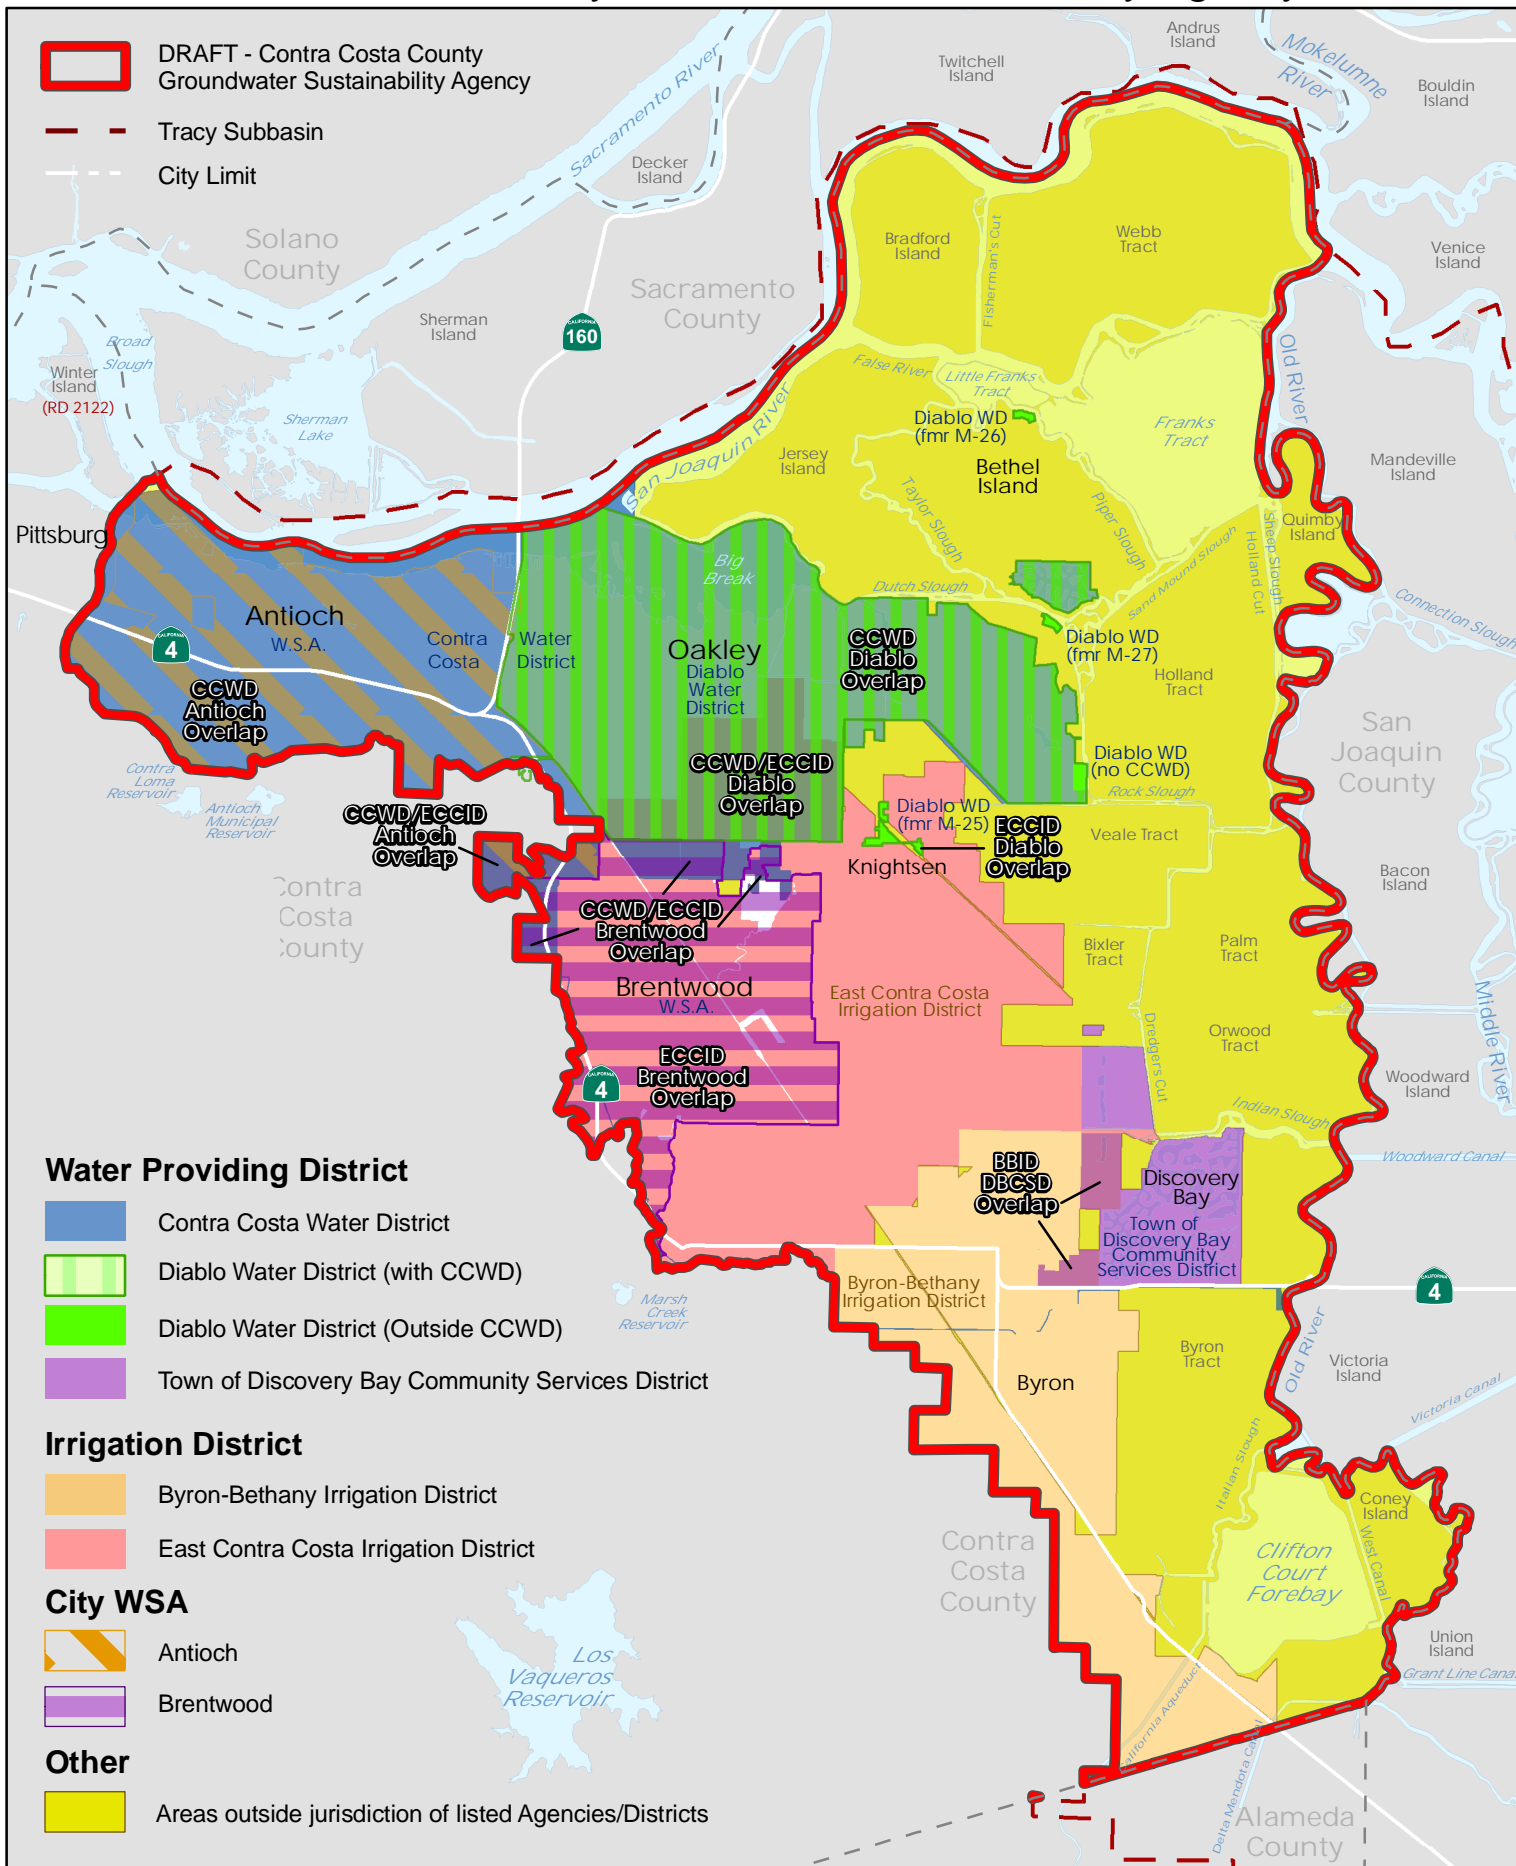 DRAFT - Contra Costa County
Groundwater Sustainability Agency
Tracy Subbasin
City Limit
Andrus
Island
Twitchell
Island
Mokelumne
River
Bouldin
Island
Sacramento River
Decker
Island
Solano
County
Sacramento
County
Sherman
Island
CALIFORNIA
160
Broad
Slough
Winter
Island
(RD 2122)
Sherman
Lake
Bradford
Island
Fisherman's Cut
Webb
Tract
Venice
Island
False River
Little Franks
Tract
Old River
Franks
Tract
Diablo WD
(fmr M-26)
San Joaquin River
Jersey
Island
Bethel
Island
Mandeville
Island
Taylor Slough
Piper Slough
Quimby
Island
Sheep Slough
Holland Cut
Sand Mound Slough
Connection Slough
Pittsburg
Big
Break
Dutch Slough
Antioch
W.S.A.
CALIFORNIA
4
Contra
Costa
Water
District
Oakley
Diablo
Water
District
CCWD
Diablo
Overlap
Diablo WD
(fmr M-27)
Holland
Tract
CCWD
Antioch
Overlap
San
Joaquin
County
Contra
Loma
Reservoir
Antioch
Municipal
Reservoir
CCWD/ECCID
Diablo
Overlap
Diablo WD
(no CCWD)
Rock Slough
CCWD/ECCID
Antioch
Overlap
Diablo WD
(fmr M-25)
ECCID
Diablo
Overlap
Veale Tract
Knightsen
Bacon
Island
Contra
Costa
County
CCWD/ECCID
Brentwood
Overlap
Bixler
Tract
Palm
Tract
Brentwood
W.S.A.
East Contra Costa
Irrigation District
Middle River
Dredgers Cut
Orwood
Tract
ECCID
Brentwood
Overlap
CALIFORNIA
4
Woodward
Island
Indian Slough
Woodward Canal
BBID
DBCSD
Overlap
Discovery
Bay
Town of
Discovery Bay
Community
Services District
Byron-Bethany
Irrigation District
Marsh
Creek
Reservoir
CALIFORNIA
4
Old River
Byron
Tract
Victoria
Island
Byron
Victoria Canal
Italian Slough
Coney
Island
West Canal
Contra
Costa
County
Clifton
Court
Forebay
Union
Island
Grant Line Canal
California Aqueduct
Delta Mendota Canal
Alameda
County
Los
Vaqueros
Reservoir
Water Providing District
Contra Costa Water District
Diablo Water District (with CCWD)
Diablo Water District (Outside CCWD)
Town of Discovery Bay Community Services District
Irrigation District
Byron-Bethany Irrigation District
East Contra Costa Irrigation District
City WSA
Antioch
Brentwood
Other
Areas outside jurisdiction of listed Agencies/Districts